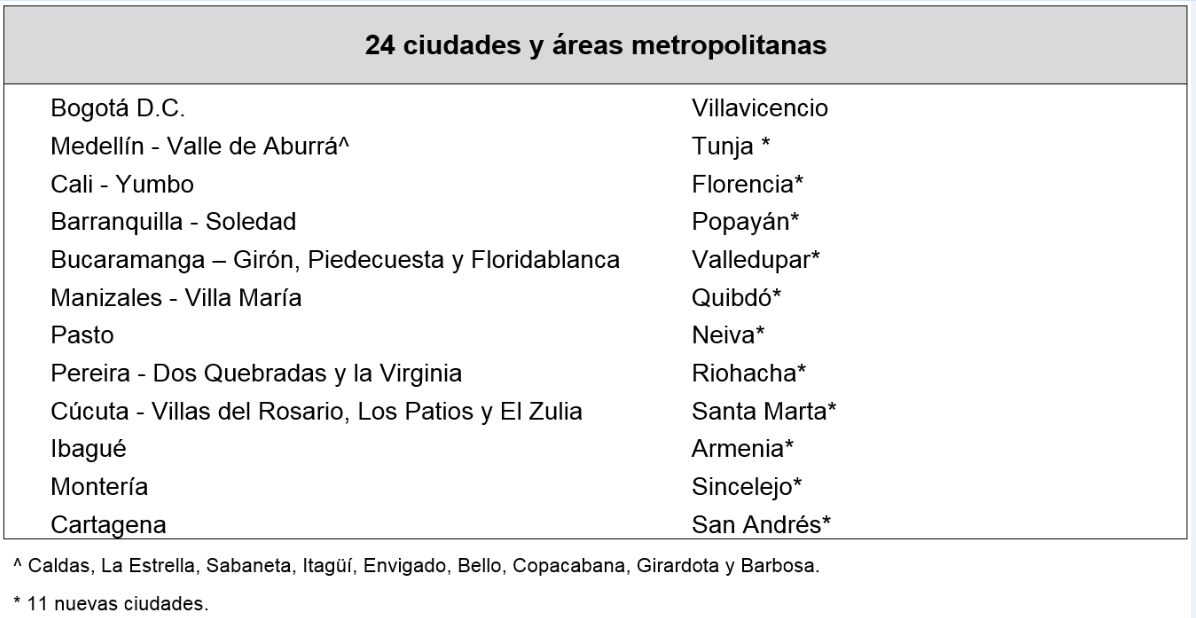 24 ciudades y áreas metropolitanas
Bogotá D.C.
Medellín - Valle de Aburrá^
Cali - Yumbo
Barranquilla - Soledad
Bucaramanga – Girón, Piedecuesta y Floridablanca
Manizales - Villa María
Pasto
Pereira - Dos Quebradas y la Virginia
Cúcuta - Villas del Rosario, Los Patios y El Zulia
Ibagué
Montería
Cartagena
Villavicencio
Tunja *
Florencia*
Popayán*
Valledupar*
Quibdó*
Neiva*
Riohacha*
Santa Marta*
Armenia*
Sincelejo*
San Andrés*
^ Caldas, La Estrella, Sabaneta, Itagüí, Envigado, Bello, Copacabana, Girardota y Barbosa.
* 11 nuevas ciudades.